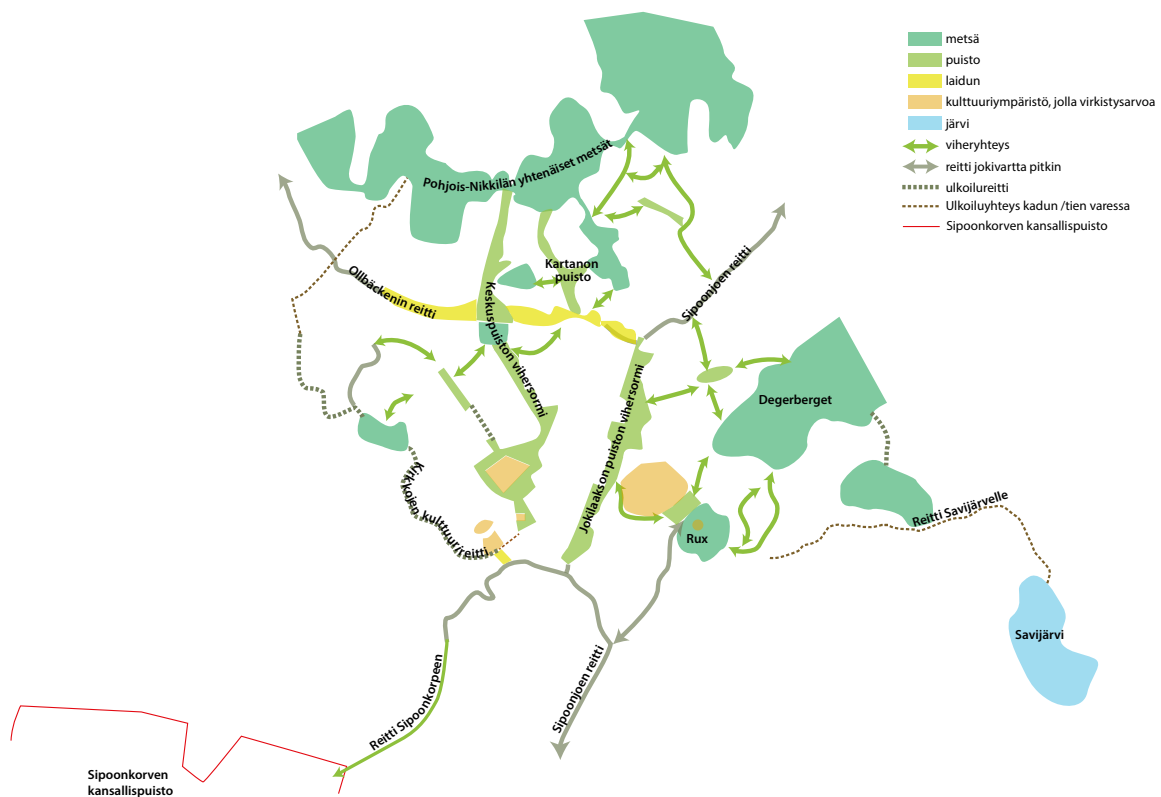 metsä
puisto
laidun
kulttuuriympäristö, jolla virkistysarvoa
järvi
viheryhteys
reitti jokivartta pitkin
ulkoilureitti
Ulkoiluyhteys kadun /tien varessa
Sipoonkorven kansallispuisto
Pohjois-Nikkilän yhtenäiset metsät
Kartanon
puisto
Sipoonjoen reitti
Ollbäckenin reitti
Keskuspuiston vihersormi
Degerberget
Jokilaakson puiston vihersormi
Kirkkojen kulttuur/reitti
Reitti Savijärvelle
Rux
Savijärvi
Reitti Sipoonkorpeen
Sipoonjoen reitti
Sipoonkorven
kansallispuisto